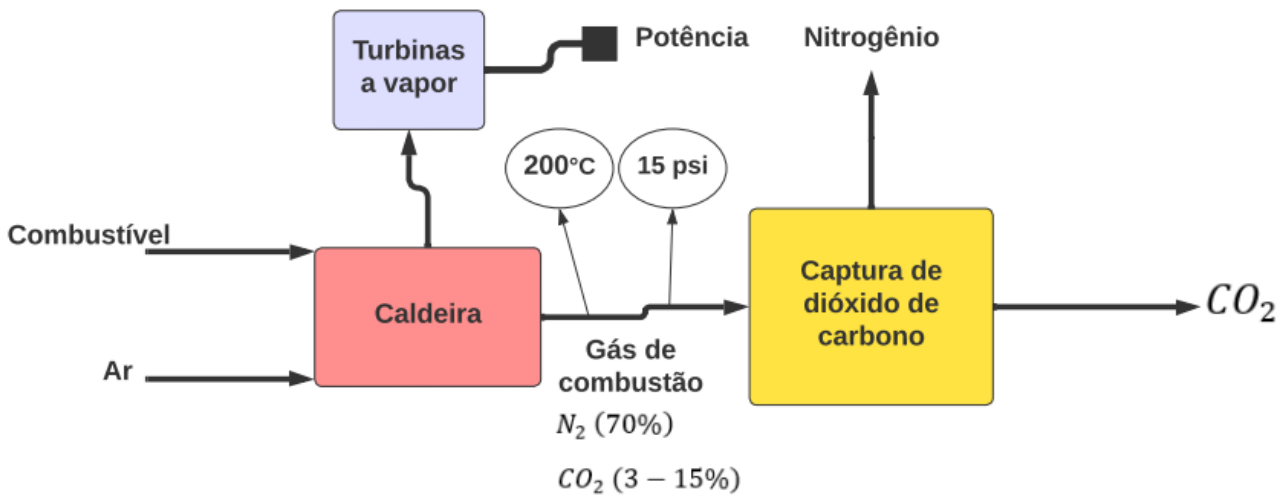 Turbinas
a vapor
Potência
Nitrogênio
200°C
15 psi
Combustível
Caldeira
Captura de
dióxido de
carbono
CO₂
Ar
Gás de
combustão
N₂ (70%)
CO₂ (3 − 15%)